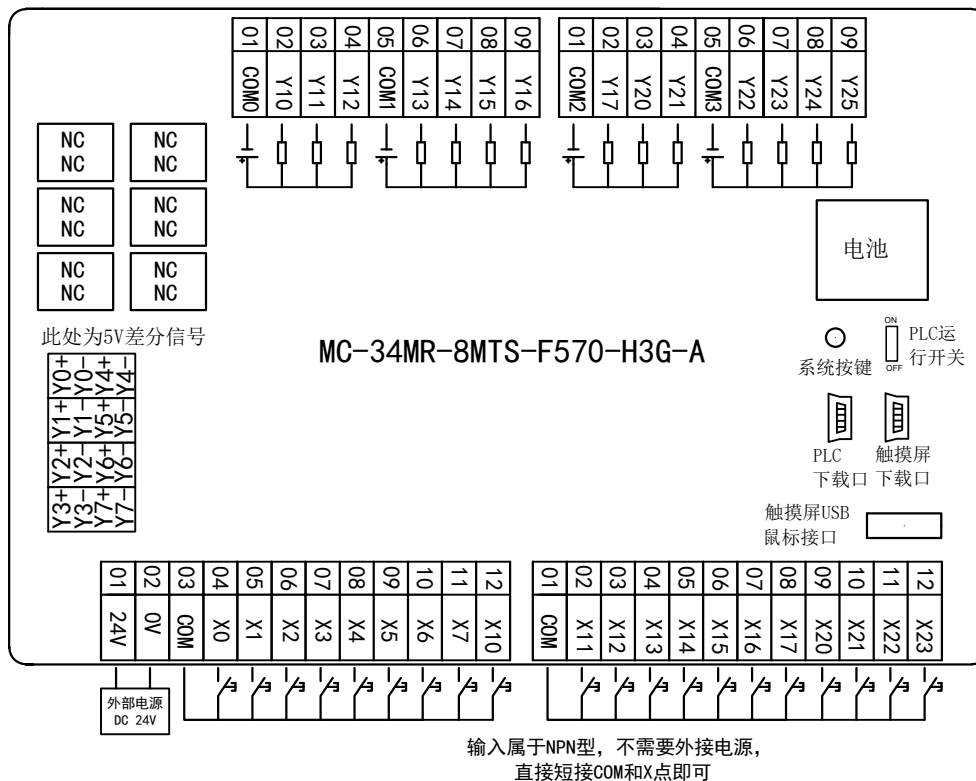 01 02 03 04 05 06 07 08 09
COM0 Y10 Y11 Y12 COM1 Y13 Y14 Y15 Y16
01 02 03 04 05 06 07 08 09
COM2 Y17 Y20 Y21 COM3 Y22 Y23 Y24 Y25
NC NC
NC NC
NC NC
NC NC
NC NC
NC NC
电池
此处为5V差分信号
MC-34MR-8MTS-F570-H3G-A
ON
OFF
PLC运
行开关
系统按键
Y0+ Y0- Y4+ Y4-
Y1+ Y1- Y5+ Y5-
Y2+ Y2- Y6+ Y6-
Y3+ Y3- Y7+ Y7-
PLC
下载口
触摸屏
下载口
触摸屏USB
鼠标接口
01 02 03 04 05 06 07 08 09 10 11 12
24V 0V COM X0 X1 X2 X3 X4 X5 X6 X7 X10
01 02 03 04 05 06 07 08 09 10 11 12
COM X11 X12 X13 X14 X15 X16 X17 X20 X21 X22 X23
外部电源
DC 24V
输入属于NPN型，不需要外接电源，
直接短接COM和X点即可